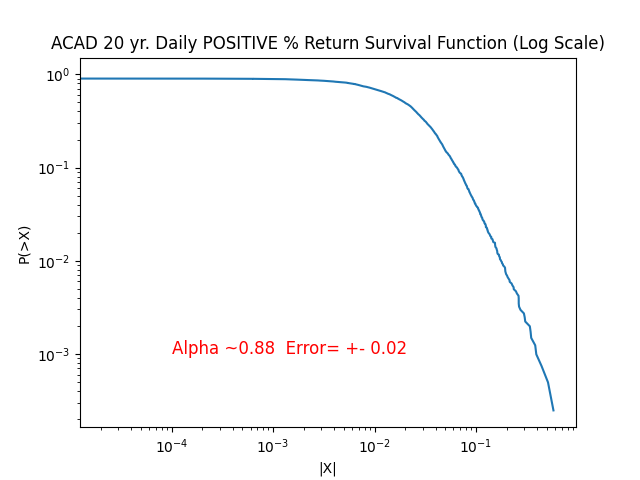 ACAD 20 yr. Daily POSITIVE % Return Survival Function (Log Scale)
10⁰
10⁻¹
10⁻²
10⁻³
P(>X)
Alpha ~0.88  Error= +- 0.02
10⁻⁴
10⁻³
10⁻²
10⁻¹
|X|